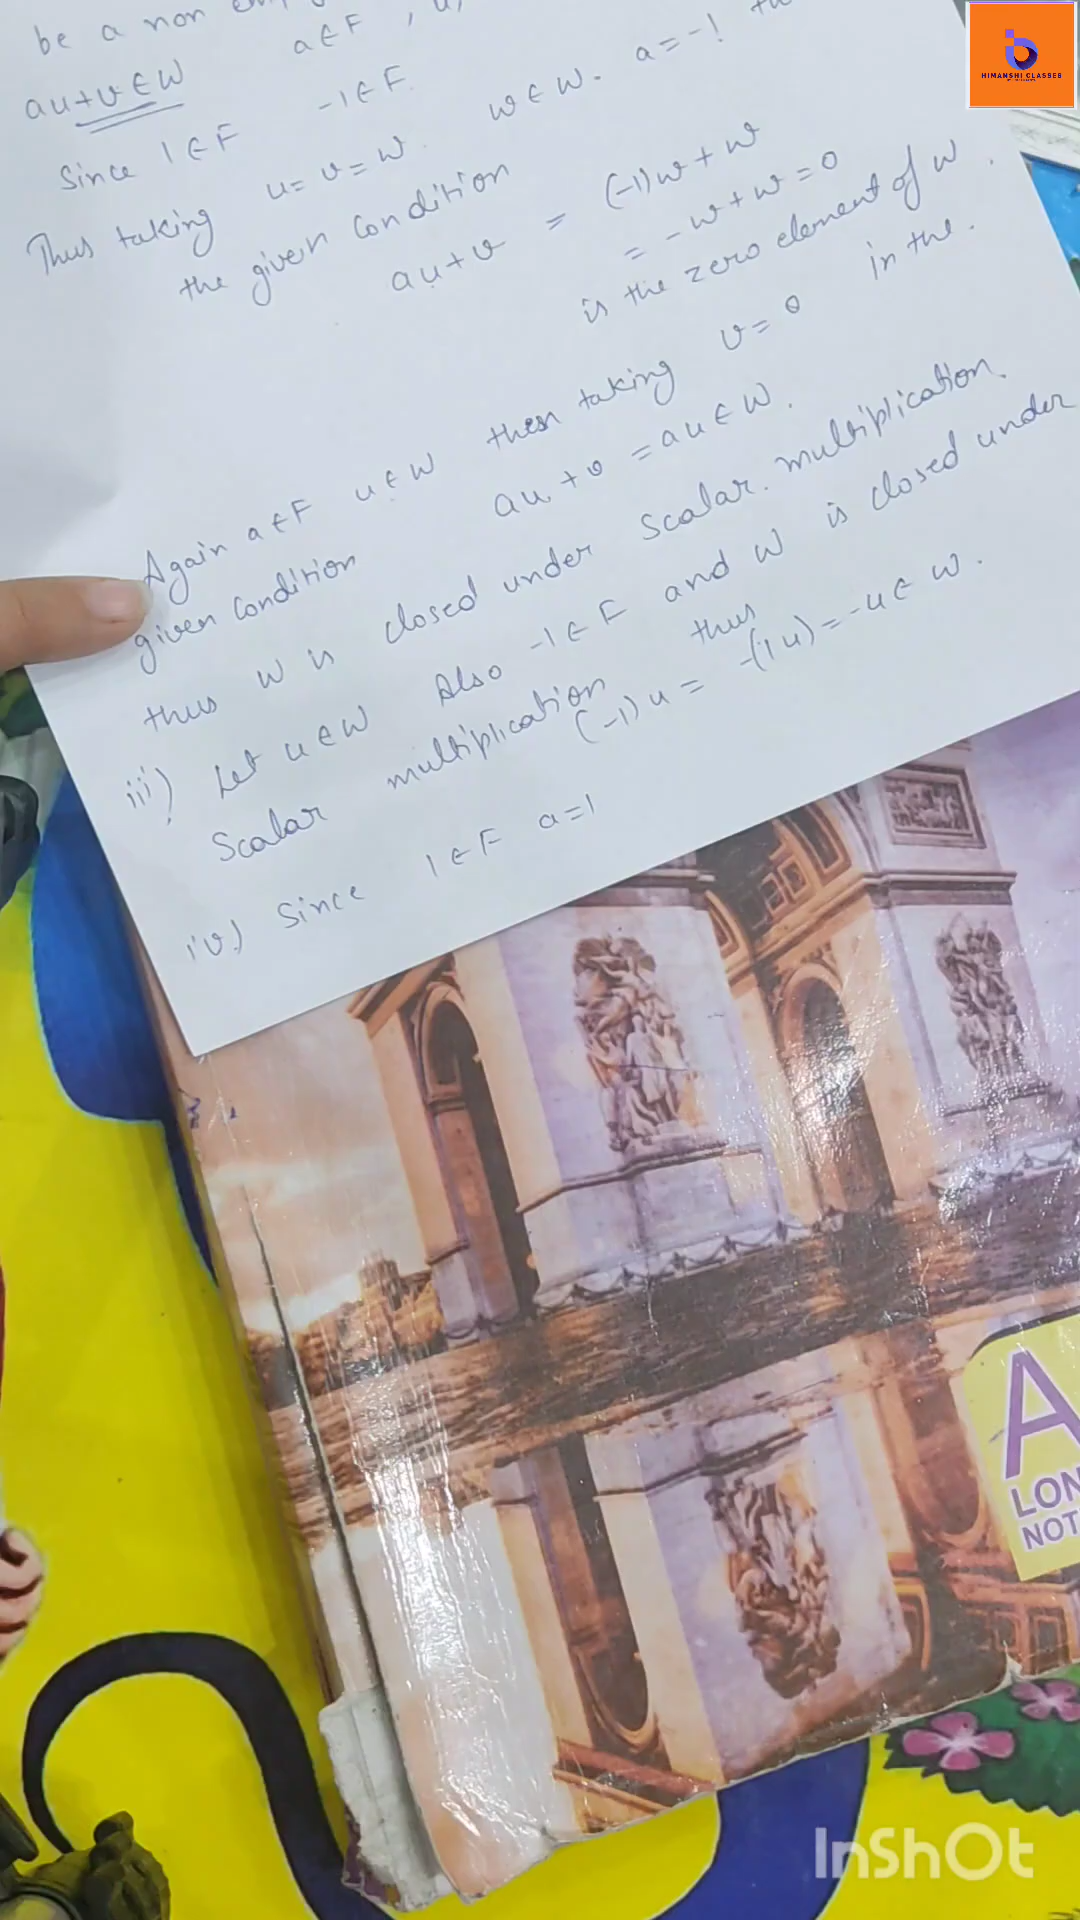 be a non
au+v∈W a∈F , u,
Since 1∈F -1∈F.
Thus taking u=v=w. w∈W. a=-1
the given Condition
au+v = (-1)w+w
= -w+w=0
is the zero element of W.
Again a∈F u∈W then taking v=0 in the.
given Condition au+0 =au∈W.
thus W is closed under Scalar. multiplication.
iii) Let u∈W Also -1∈F and W is closed under
Scalar multiplication thus
(-1)u= -(1u)=-u∈W.
iv) Since 1∈F a=1
HIMANSHI CLASSES
A
LON
NOT
InShOt